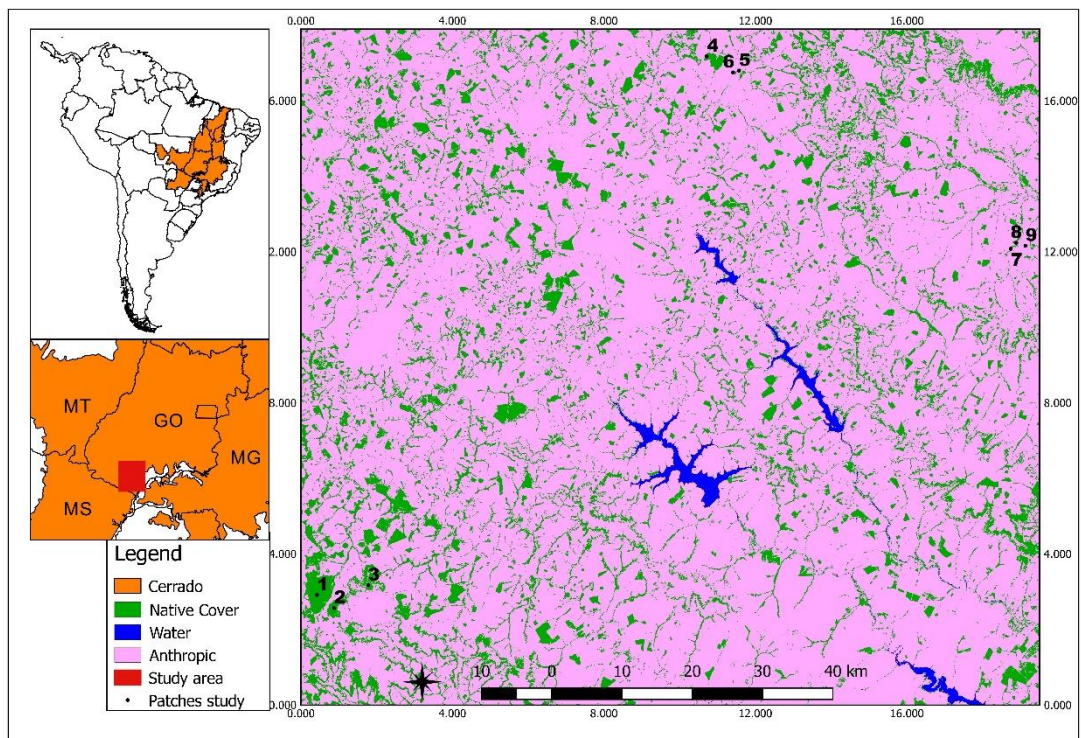 0.000 4.000 8.000 12.000 16.000
6.000
2.000
8.000
4.000
0.000
16.000
12.000
8.000
4.000
0.000
4
6 5
8 9
7
1
2
3
MT
GO
MG
MS
Legend
Cerrado
Native Cover
Water
Anthropic
Study area
Patches study
10 0 10 20 30 40 km
0.000 4.000 8.000 12.000 16.000